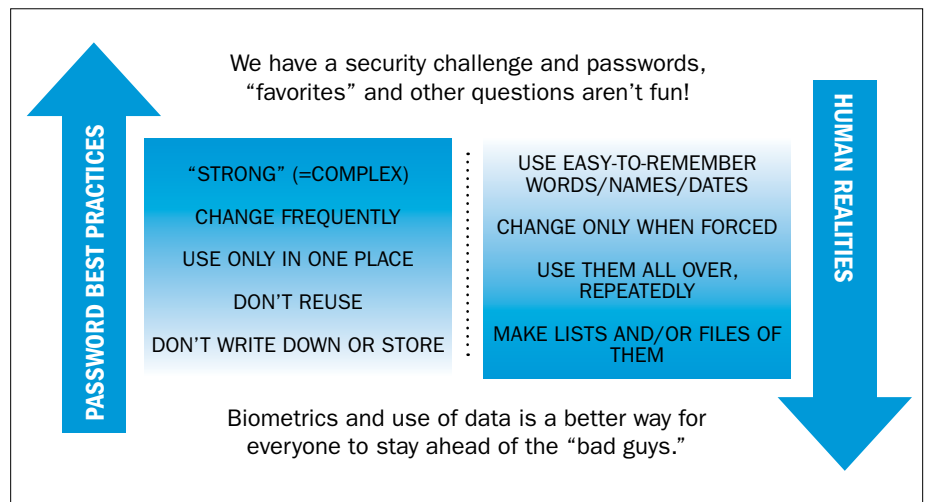 We have a security challenge and passwords,
“favorites” and other questions aren’t fun!
PASSWORD BEST PRACTICES
“STRONG” (=COMPLEX)
CHANGE FREQUENTLY
USE ONLY IN ONE PLACE
DON’T REUSE
DON’T WRITE DOWN OR STORE
USE EASY-TO-REMEMBER
WORDS/NAMES/DATES
CHANGE ONLY WHEN FORCED
USE THEM ALL OVER,
REPEATEDLY
MAKE LISTS AND/OR FILES OF
THEM
HUMAN REALITIES
Biometrics and use of data is a better way for
everyone to stay ahead of the “bad guys.”